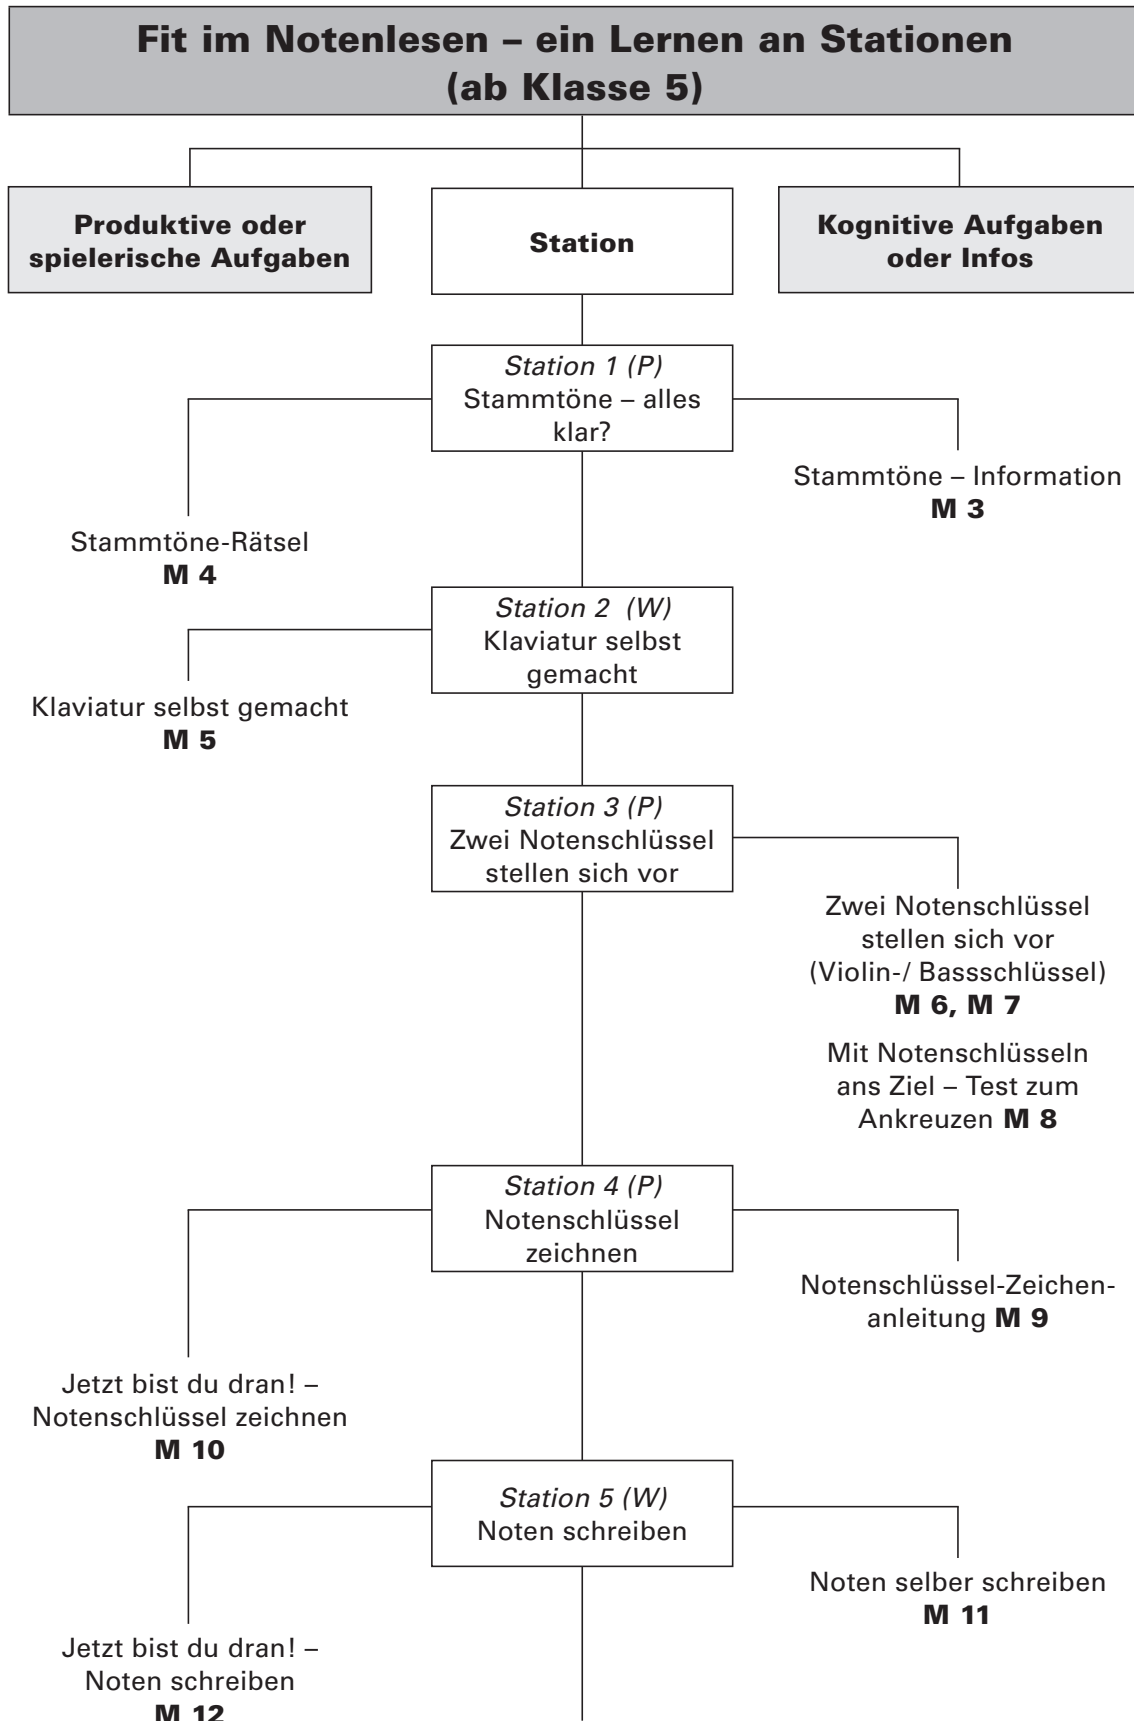 Fit im Notenlesen – ein Lernen an Stationen
(ab Klasse 5)
Produktive oder
spielerische Aufgaben
Station
Kognitive Aufgaben
oder Infos
Station 1 (P)
Stammtöne – alles
klar?
Stammtöne – Information
M 3
Stammtöne-Rätsel
M 4
Station 2 (W)
Klaviatur selbst
gemacht
Klaviatur selbst gemacht
M 5
Station 3 (P)
Zwei Notenschlüssel
stellen sich vor
Zwei Notenschlüssel
stellen sich vor
(Violin-/ Bassschlüssel)
M 6, M 7
Mit Notenschlüsseln
ans Ziel – Test zum
Ankreuzen M 8
Station 4 (P)
Notenschlüssel
zeichnen
Notenschlüssel-Zeichen-
anleitung M 9
Jetzt bist du dran! –
Notenschlüssel zeichnen
M 10
Station 5 (W)
Noten schreiben
Noten selber schreiben
M 11
Jetzt bist du dran! –
Noten schreiben
M 12